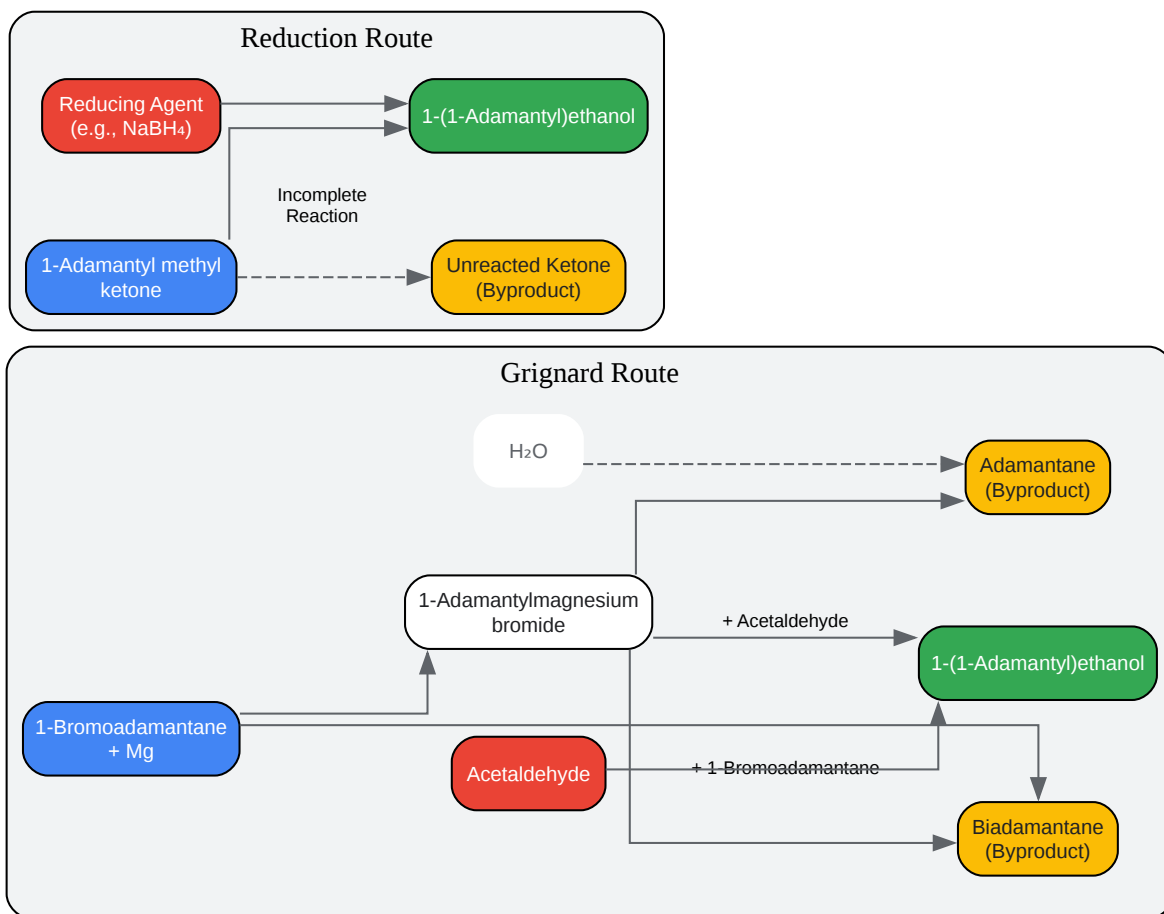 Reduction Route
Reducing Agent
(e.g., NaBH₄)
1-(1-Adamantyl)ethanol
Incomplete
Reaction
1-Adamantyl methyl
ketone
Unreacted Ketone
(Byproduct)
Grignard Route
H₂O
Adamantane
(Byproduct)
1-Adamantylmagnesium
bromide
+ Acetaldehyde
1-(1-Adamantyl)ethanol
1-Bromoadamantane
+ Mg
Acetaldehyde
+ 1-Bromoadamantane
Biadamantane
(Byproduct)